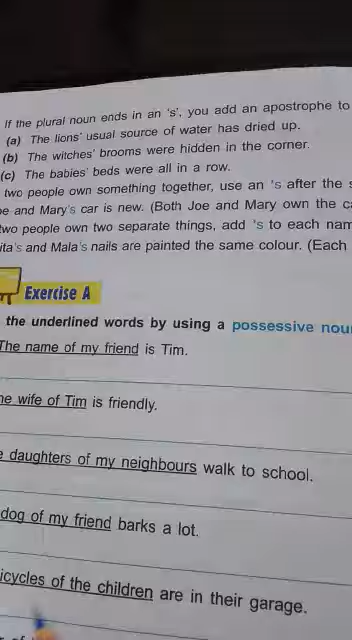 If the plural noun ends in an 's', you add an apostrophe to
(a) The lions' usual source of water has dried up.
(b) The witches' brooms were hidden in the corner.
(c) The babies' beds were all in a row.
two people own something together, use an 's after the
and Mary's car is new. (Both Joe and Mary own the
two people own two separate things, add 's to each
and Mala's nails are painted the same colour. (Each
Exercise A
the underlined words by using a possessive
The name of my friend is Tim.
wife of Tim is friendly.
daughters of my neighbours walk to school.
dog of my friend barks a lot.
of the children are in their garage.